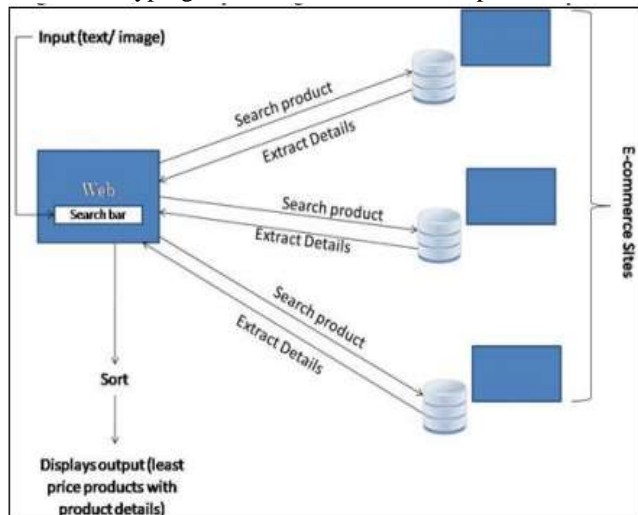 Input (text/ image)
Search product
Extract Details
Web
Search bar
Search product
Extract Details
Search product
Extract Details
E-commerce Sites
Sort
Displays output (least
price products with
product details)